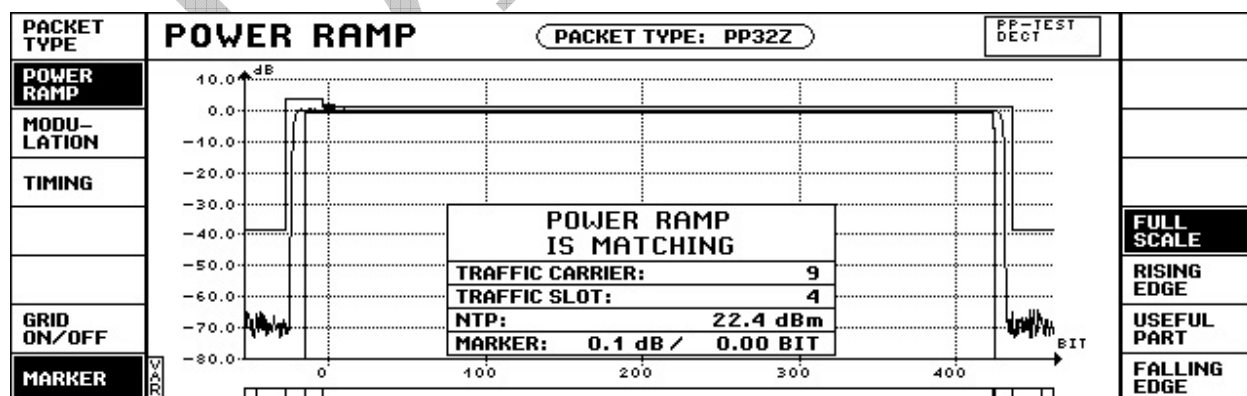 PACKET
TYPE
POWER RAMP
PACKET TYPE: PP32Z
PP-TEST
DECT
POWER
RAMP
MODU-
LATION
TIMING
GRID
ON/OFF
MARKER
dB
10.0
0.0
-10.0
-20.0
-30.0
-40.0
-50.0
-60.0
-70.0
-80.0
POWER RAMP
IS MATCHING
TRAFFIC CARRIER: 9
TRAFFIC SLOT: 4
NTP: 22.4 dBm
MARKER: 0.1 dB / 0.00 BIT
BIT
0 100 200 300 400
FULL
SCALE
RISING
EDGE
USEFUL
PART
FALLING
EDGE